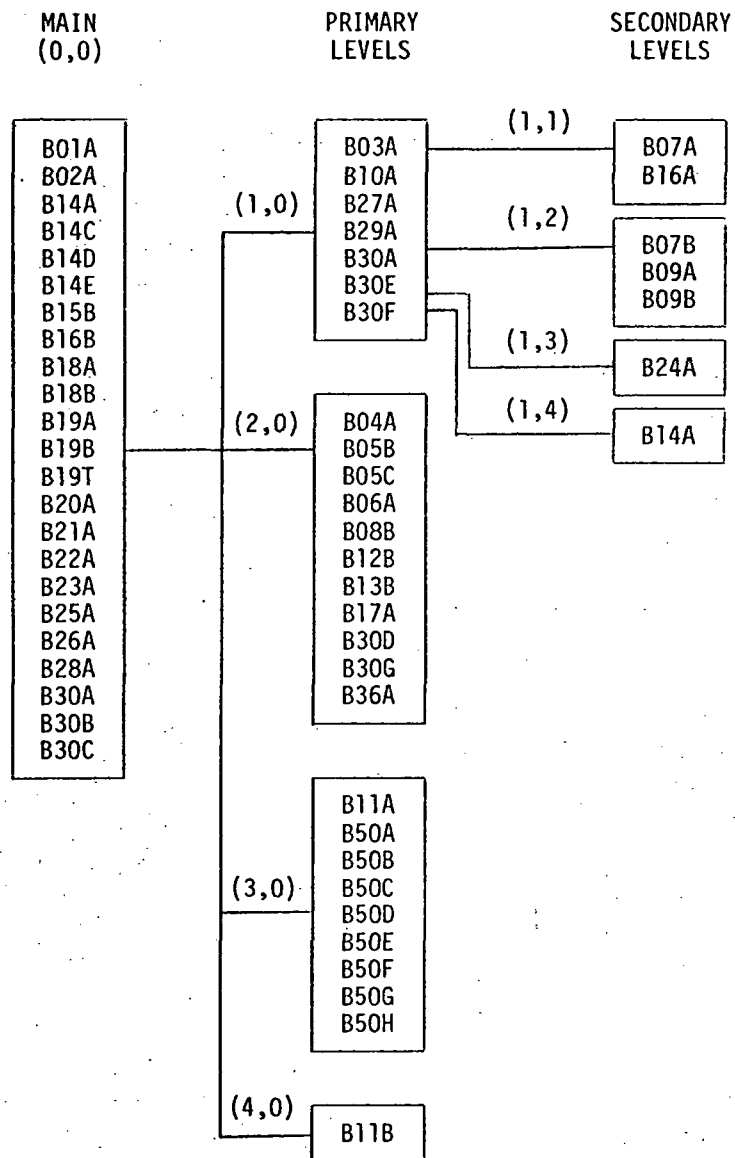 MAIN
(0,0)
PRIMARY
LEVELS
SECONDARY
LEVELS
B01A
B02A
B14A
B14C
B14D
B14E
B15B
B16B
B18A
B18B
B19A
B19B
B19T
B20A
B21A
B22A
B23A
B25A
B26A
B28A
B30A
B30B
B30C
(1,0)
B03A
B10A
B27A
B29A
B30A
B30E
B30F
(2,0)
B04A
B05B
B05C
B06A
B08B
B12B
B13B
B17A
B30D
B30G
B36A
(3,0)
B11A
B50A
B50B
B50C
B50D
B50E
B50F
B50G
B50H
(4,0)
B11B
(1,1)
B07A
B16A
(1,2)
B07B
B09A
B09B
(1,3)
B24A
(1,4)
B14A